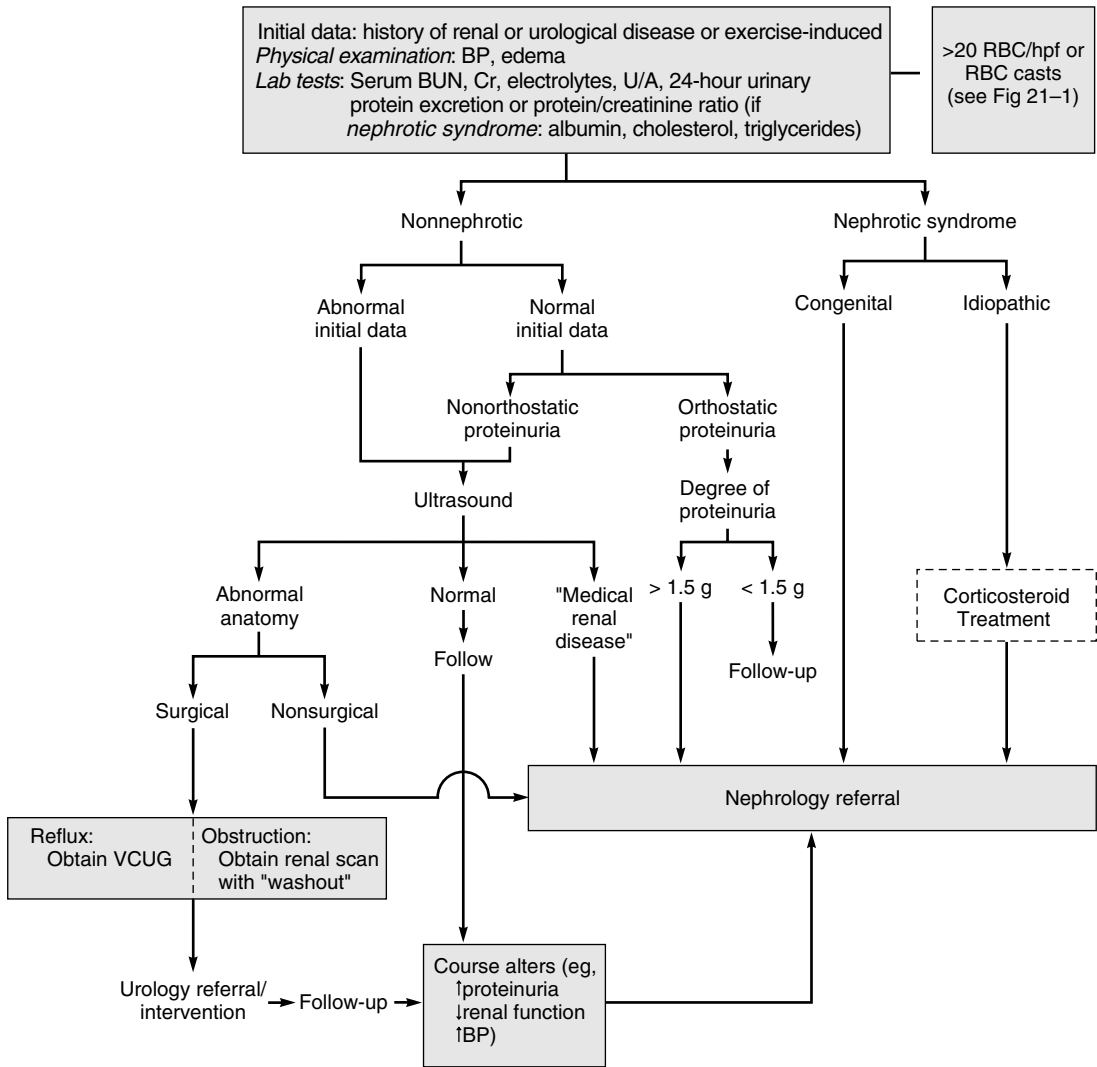 Initial data: history of renal or urological disease or exercise-induced
Physical examination: BP, edema
Lab tests: Serum BUN, Cr, electrolytes, U/A, 24-hour urinary
protein excretion or protein/creatinine ratio (if
nephrotic syndrome: albumin, cholesterol, triglycerides)
>20 RBC/hpf or
RBC casts
(see Fig 21–1)
Nonnephrotic
Nephrotic syndrome
Abnormal
initial data
Normal
initial data
Congenital
Idiopathic
Nonorthostatic
proteinuria
Orthostatic
proteinuria
Ultrasound
Degree of
proteinuria
Abnormal
anatomy
Normal
"Medical
renal
disease"
> 1.5 g
< 1.5 g
Corticosteroid
Treatment
Follow
Follow-up
Surgical
Nonsurgical
Nephrology referral
Reflux:
Obtain VCUG
Obstruction:
Obtain renal scan
with "washout"
Urology referral/
intervention
Follow-up
Course alters (eg,
↑proteinuria
↓renal function
↑BP)